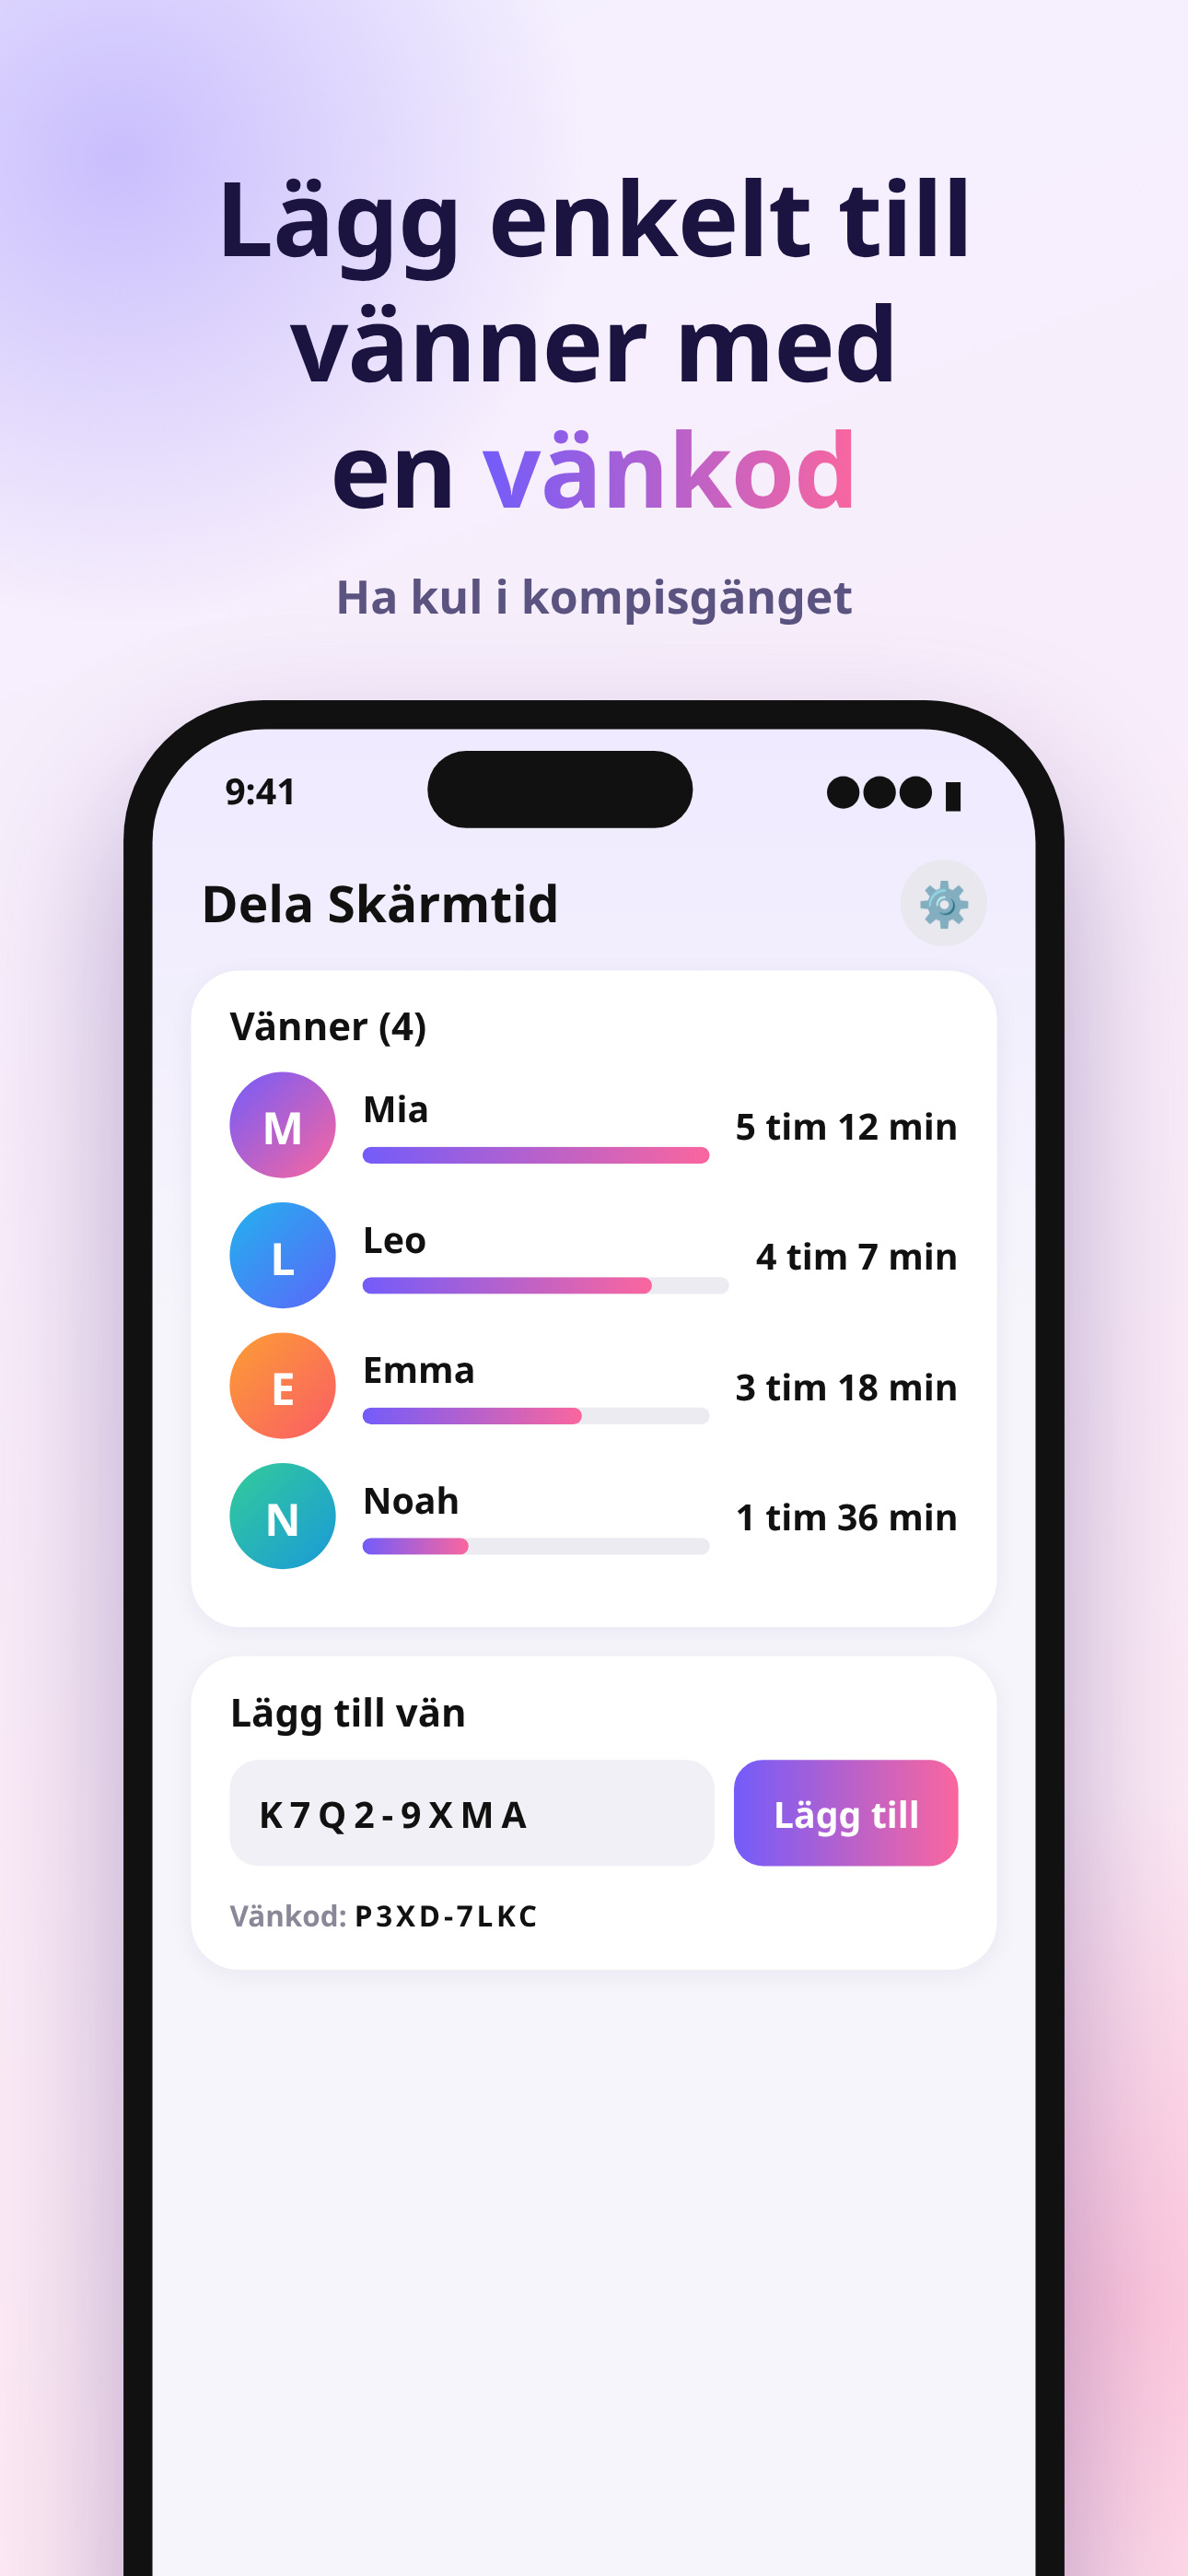 Lägg enkelt till
vänner med
en vänkod
Ha kul i kompisgänget
9:41
Dela Skärmtid
Vänner (4)
M
Mia
5 tim 12 min
L
Leo
4 tim 7 min
E
Emma
3 tim 18 min
N
Noah
1 tim 36 min
Lägg till vän
K7Q2-9XMA
Lägg till
Vänkod: P3XD-7LKC